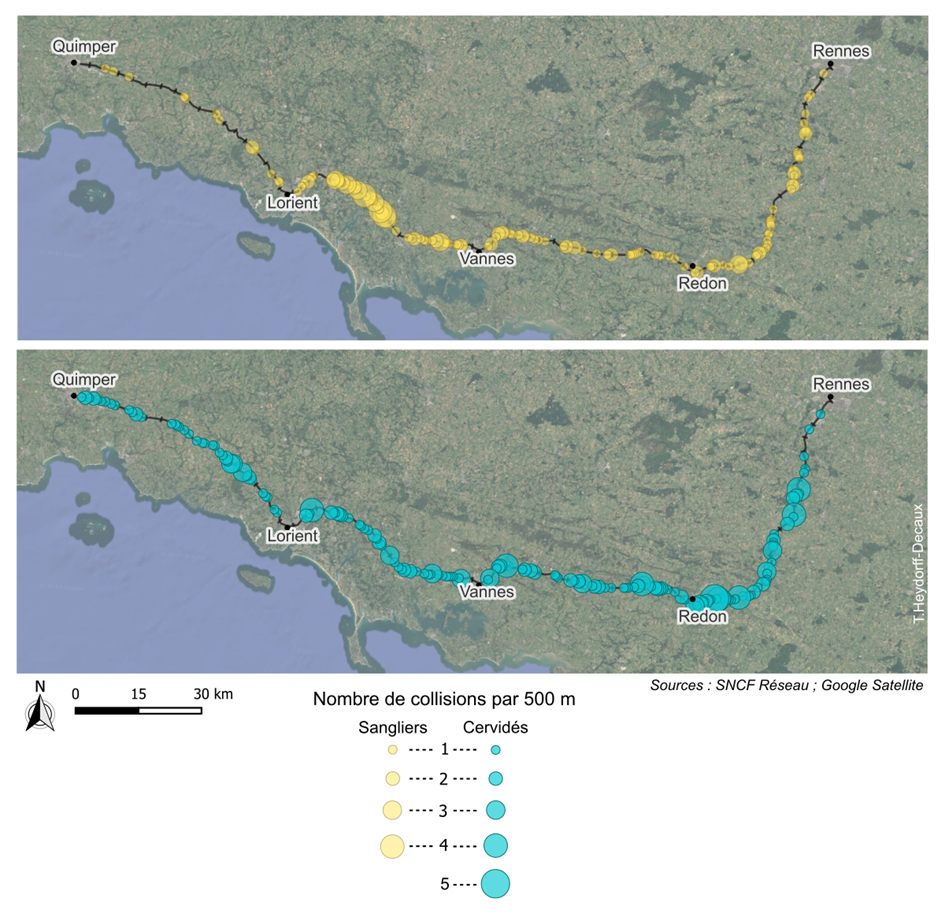 Quimper
Rennes
Lorient
Vannes
Redon
Quimper
Rennes
Lorient
Vannes
Redon
T.Heydorff-Decaux
Sources : SNCF Réseau ; Google Satellite
N
0 15 30 km
Nombre de collisions par 500 m
Sangliers Cervidés
1
2
3
4
5